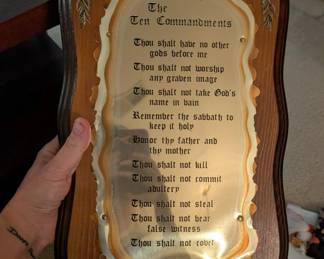 The
Ten Commandments
Thou shalt have no other
gods before me
Thou shalt not worship
any graven image
Thou shalt not take God's
name in vain
Remember the sabbath to
keep it holy
Honor thy father and
thy mother
Thou shalt not kill
Thou shalt not commit
adultery
Thou shalt not steal
Thou shalt not bear
false witness
Thou shalt not covet